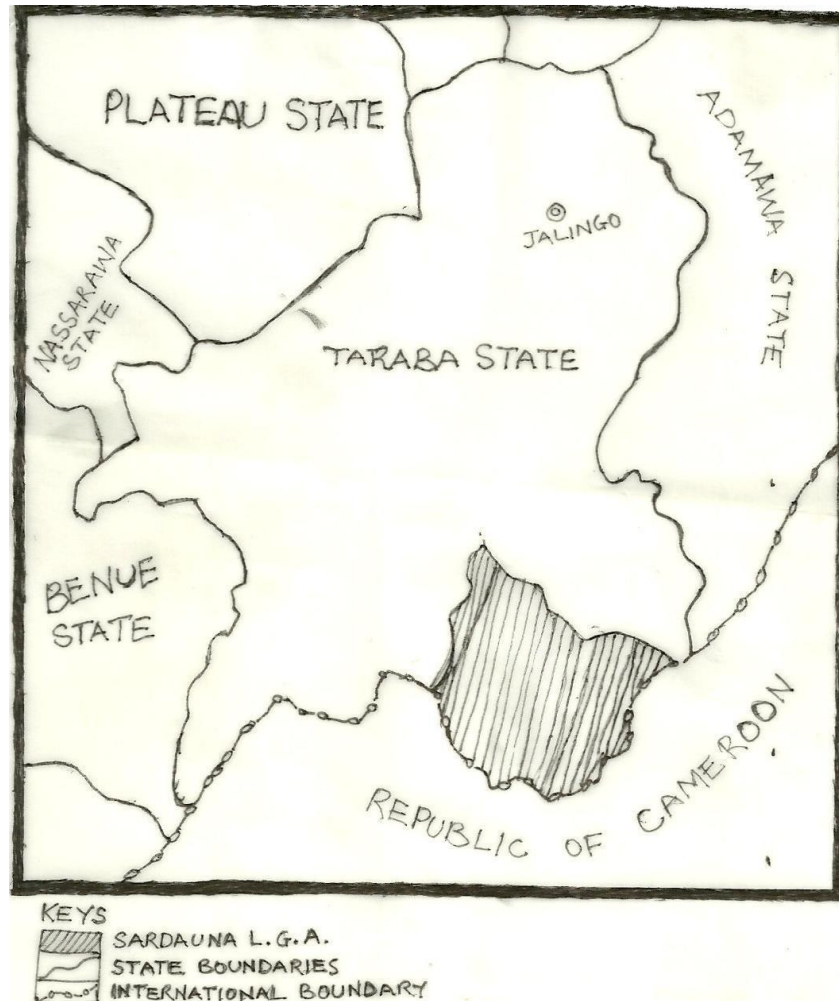 PLATEAU STATE
ADAMAWA STATE
JALINGO
NASSARAWA
STATE
TARABA STATE
BENUE
STATE
REPUBLIC OF CAMEROON
KEYS
SARDAUNA L.G.A.
STATE BOUNDARIES
INTERNATIONAL BOUNDARY